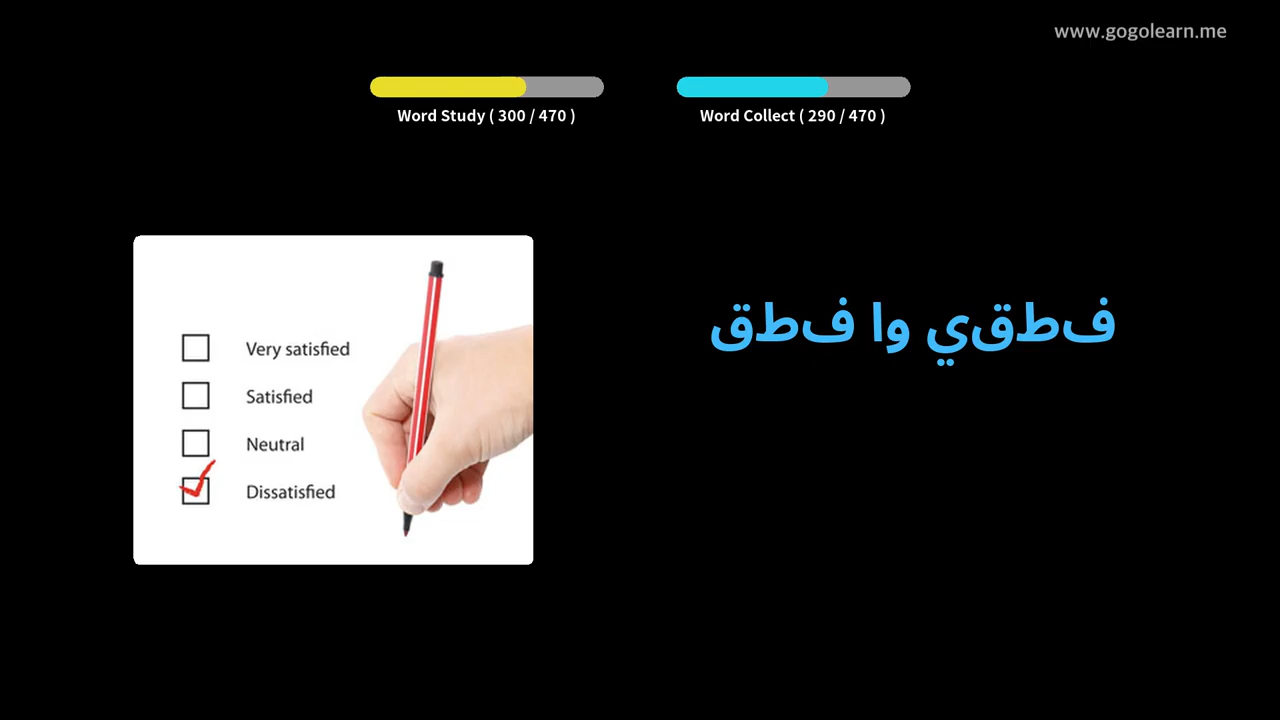 www.gogolearn.me
Word Study ( 300 / 470 )
Word Collect ( 290 / 470 )
فطقي وا فطق
Very satisfied
Satisfied
Neutral
Dissatisfied